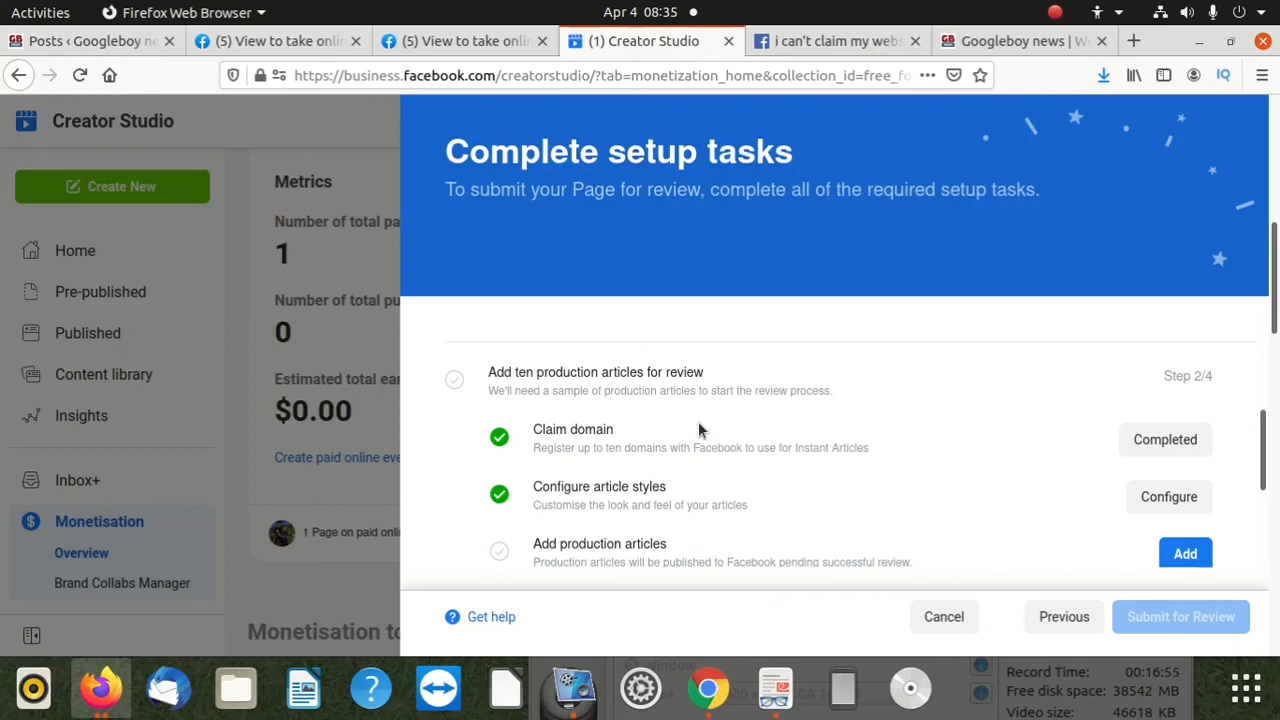 Activities
Firefox Web Browser
Apr 4 08:35
Posts ‹ Googleboy ne
(5) View to take onlin
(5) View to take onlin
(1) Creator Studio
i can't claim my webs
Googleboy news | W
https://business.facebook.com/creatorstudio/?tab=monetization_home&collection_id=free_fo
IQ
Creator Studio
Create New
Home
Pre-published
Published
Content library
Insights
Inbox+
Monetisation
Overview
Brand Collabs Manager
Metrics
Number of total pa
1
Number of total pu
0
Estimated total ear
$0.00
Create paid online eve
1 Page on paid onli
Monetisation to
Complete setup tasks
To submit your Page for review, complete all of the required setup tasks.
Add ten production articles for review
We'll need a sample of production articles to start the review process.
Step 2/4
Claim domain
Register up to ten domains with Facebook to use for Instant Articles
Completed
Configure article styles
Customise the look and feel of your articles
Configure
Add production articles
Production articles will be published to Facebook pending successful review.
Add
Get help
Cancel
Previous
Submit for Review
Window
Record Time: 00:16:55
Free disk space: 38542 MB
Video size: 46618 KB